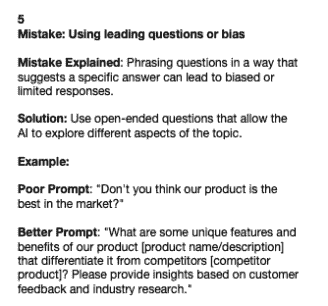 5
Mistake: Using leading questions or bias
Mistake Explained: Phrasing questions in a way that
suggests a specific answer can lead to biased or
limited responses.
Solution: Use open-ended questions that allow the
AI to explore different aspects of the topic.
Example:
Poor Prompt: "Don't you think our product is the
best in the market?"
Better Prompt: "What are some unique features and
benefits of our product [product name/description]
that differentiate it from competitors [competitor
product]? Please provide insights based on customer
feedback and industry research."